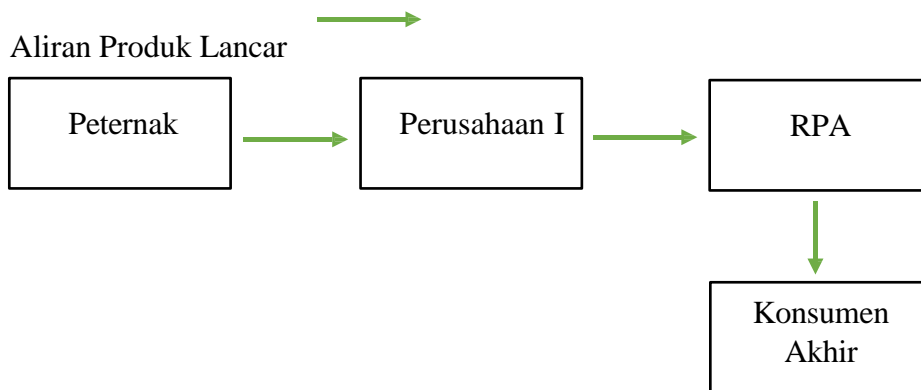 Aliran Produk Lancar
Peternak
Perusahaan I
RPA
Konsumen
Akhir